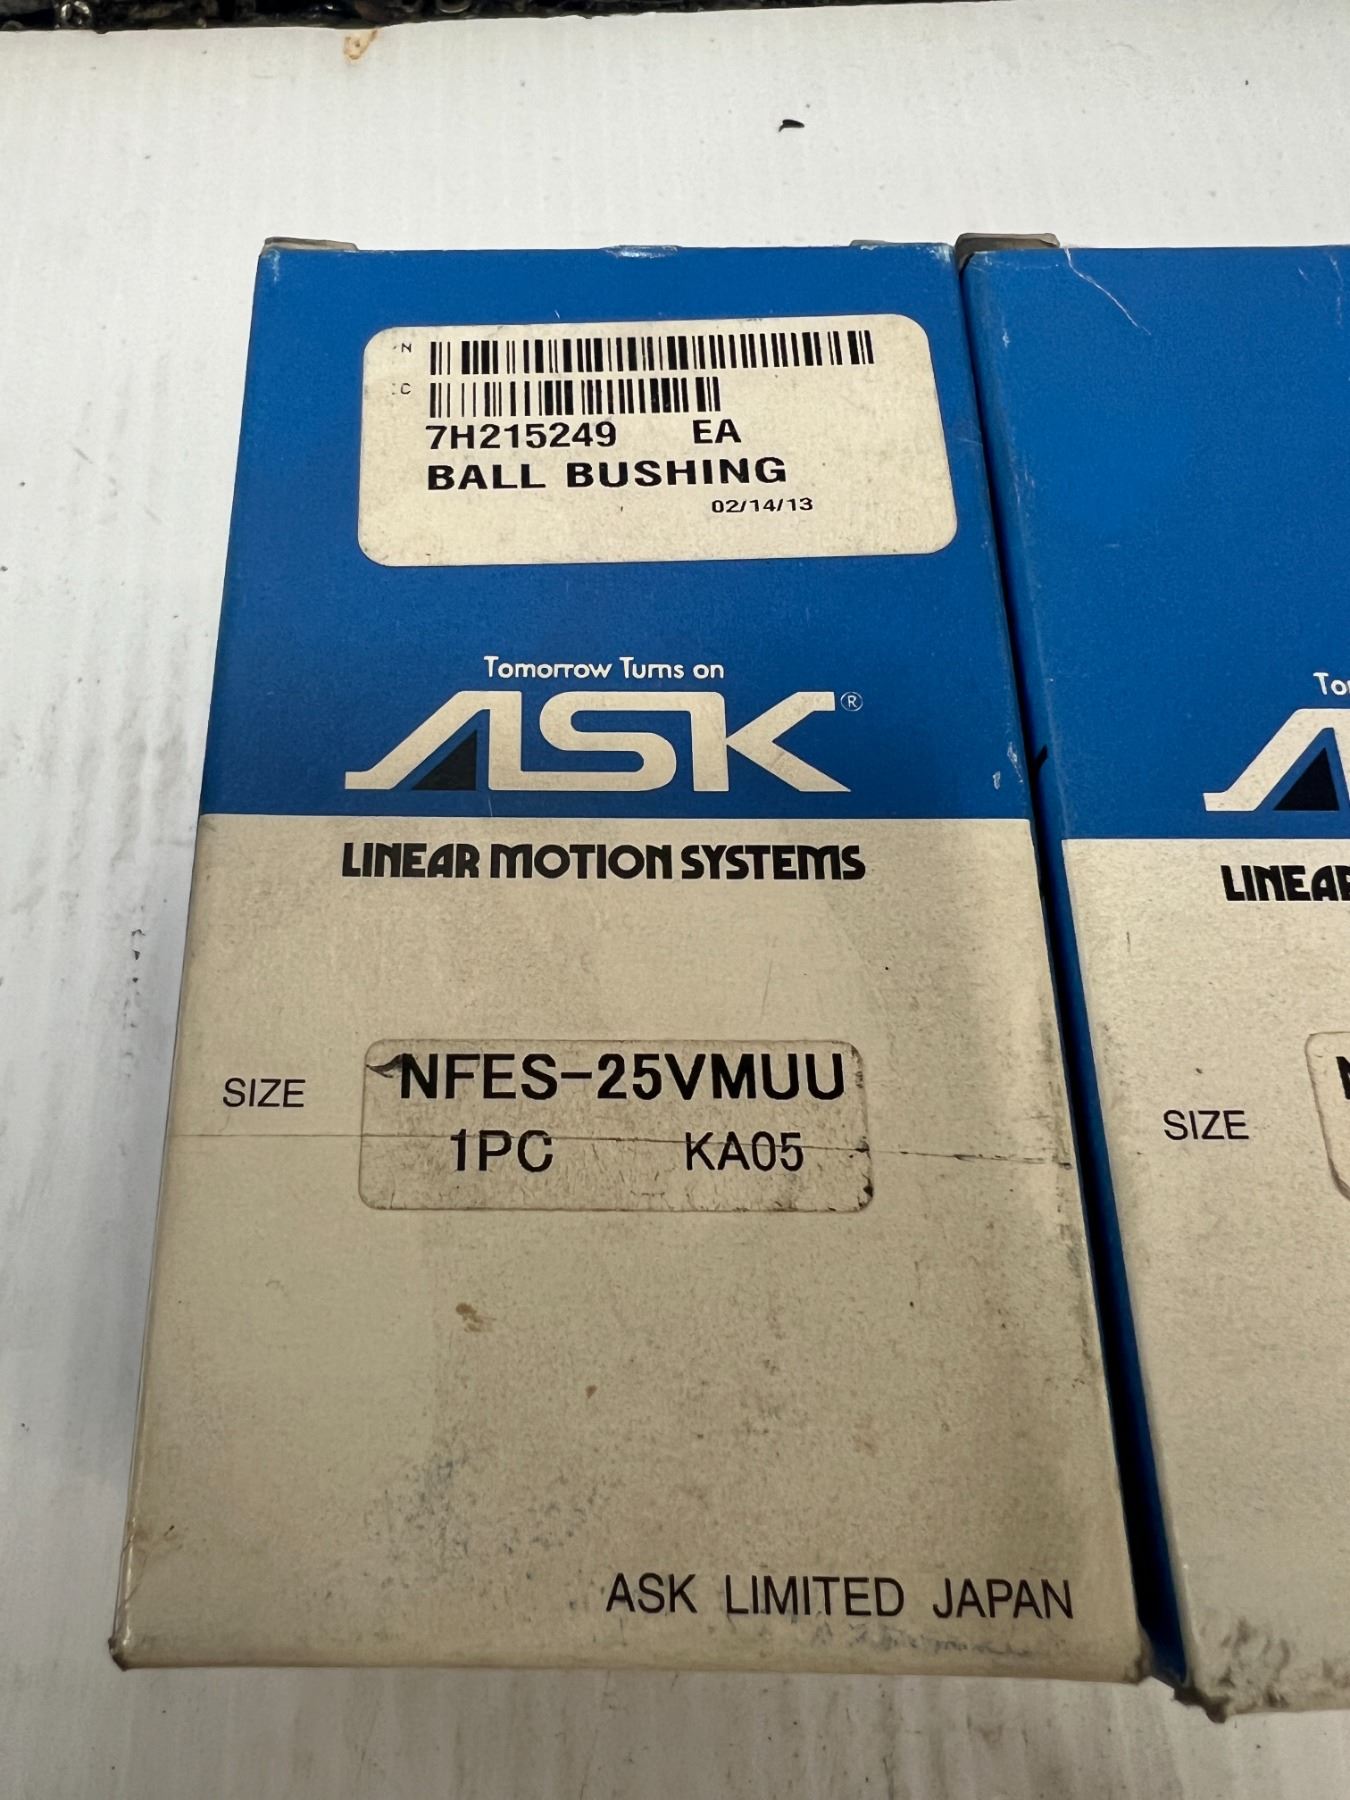 N
C
7H215249 EA
BALL BUSHING
02/14/13
Tomorrow Turns on
ASK®
LINEAR MOTION SYSTEMS
SIZE
NFES-25VMUU
1PC KA05
ASK LIMITED JAPAN
SIZE